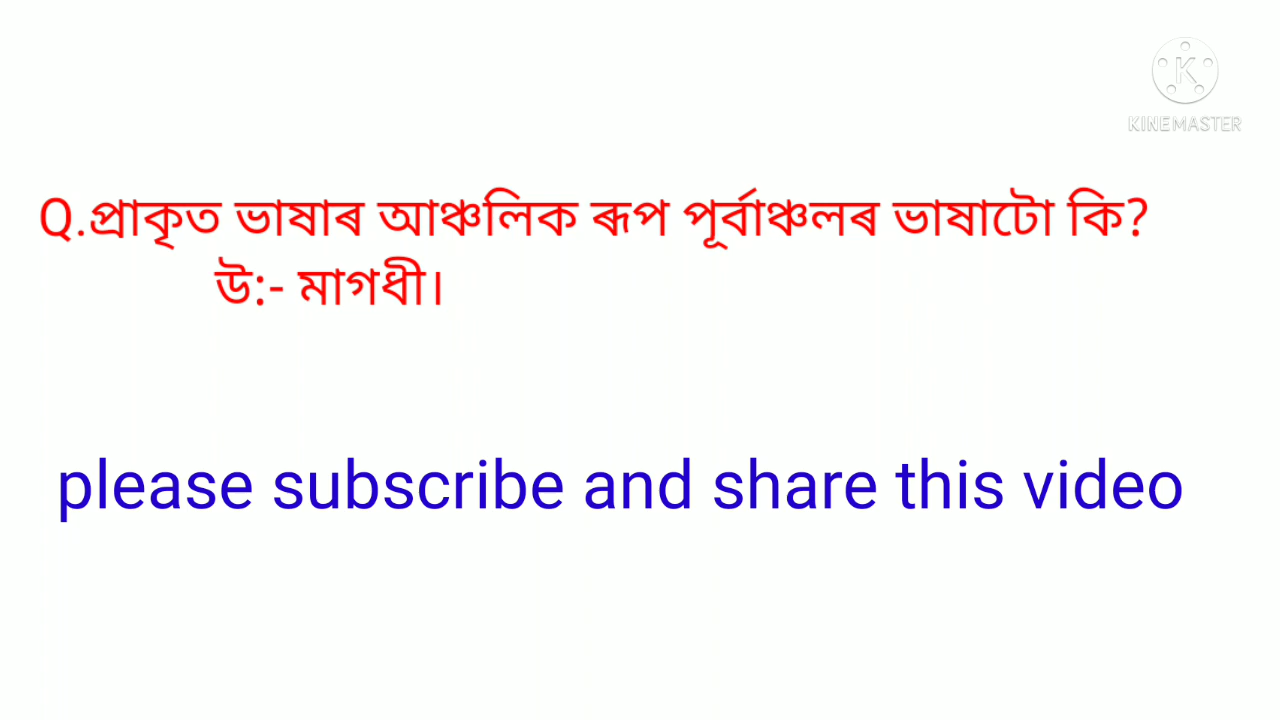 KINEMASTER
Q.প্ৰাকৃত ভাষাৰ আঞ্চলিক ৰূপ পূৰ্বাঞ্চলৰ ভাষাটো কি?
উ:- মাগধী।
please subscribe and share this video